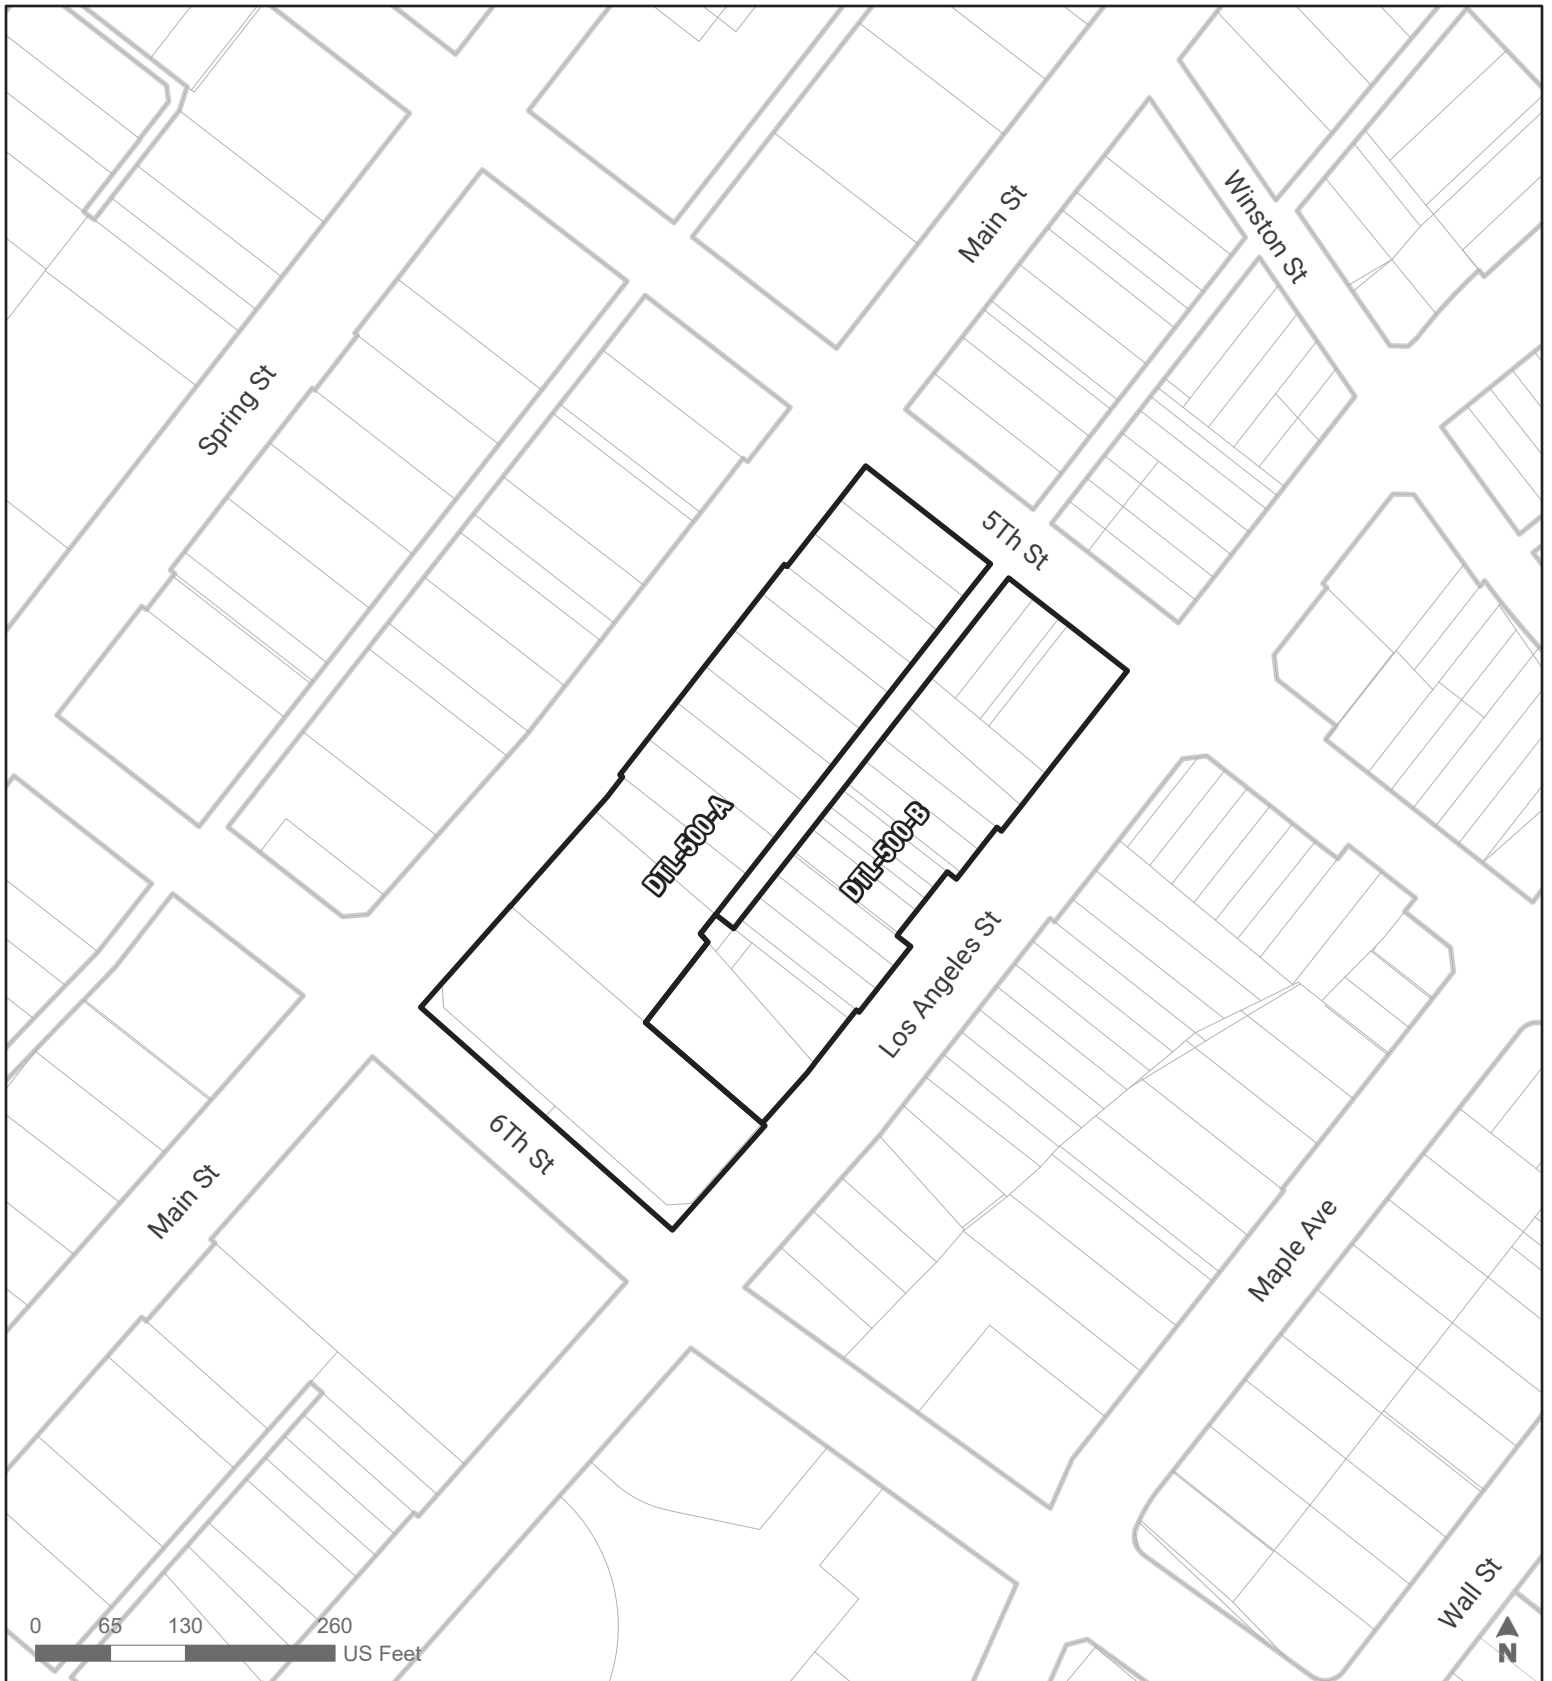 Main St
Winston St
Spring St
5Th St
DTL-500-A
DTL-500-B
Los Angeles St
6Th St
Main St
Maple Ave
Wall St
0 65 130 260
US Feet
N